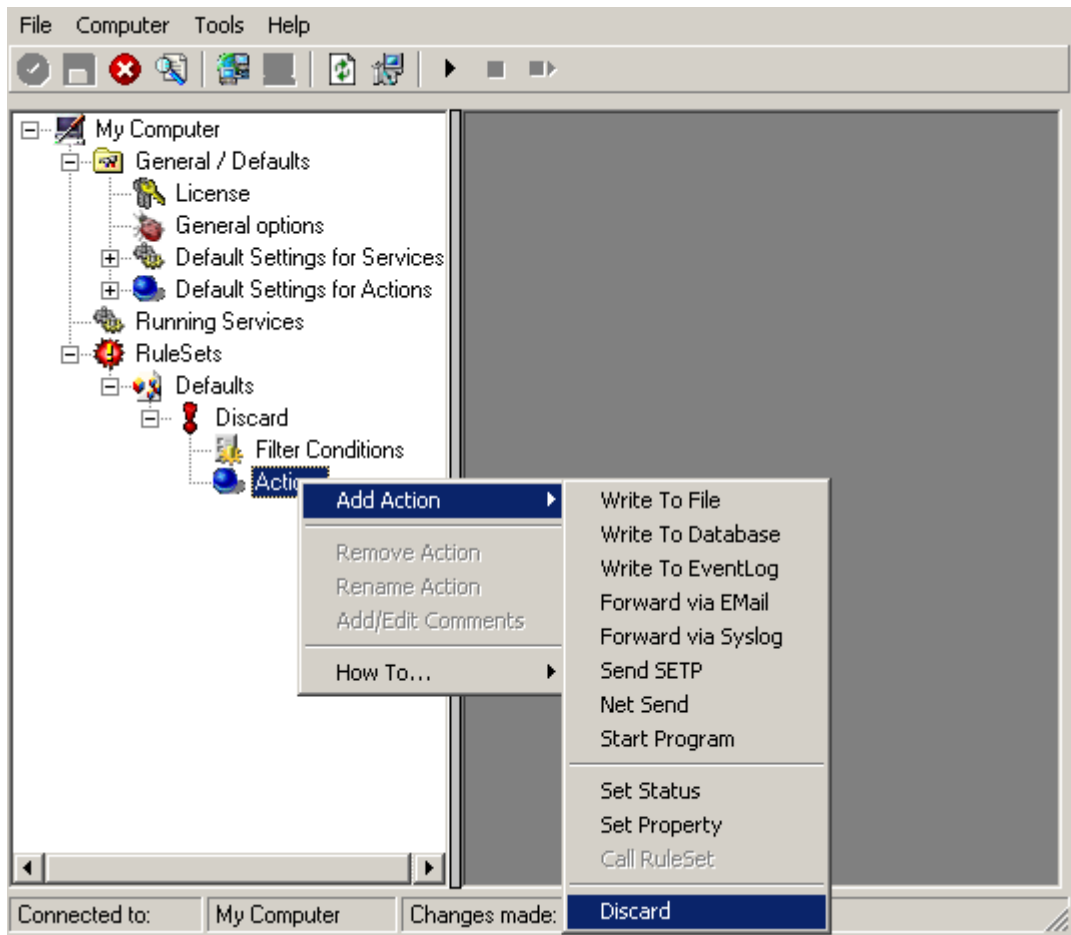 File Computer Tools Help
My Computer
General / Defaults
License
General options
Default Settings for Services
Default Settings for Actions
Running Services
RuleSets
Defaults
Discard
Filter Conditions
Add Action
Remove Action
Rename Action
Add/Edit Comments
How To...
Write To File
Write To Database
Write To EventLog
Forward via EMail
Forward via Syslog
Send SETP
Net Send
Start Program
Set Status
Set Property
Call RuleSet
Discard
Connected to: My Computer Changes made: